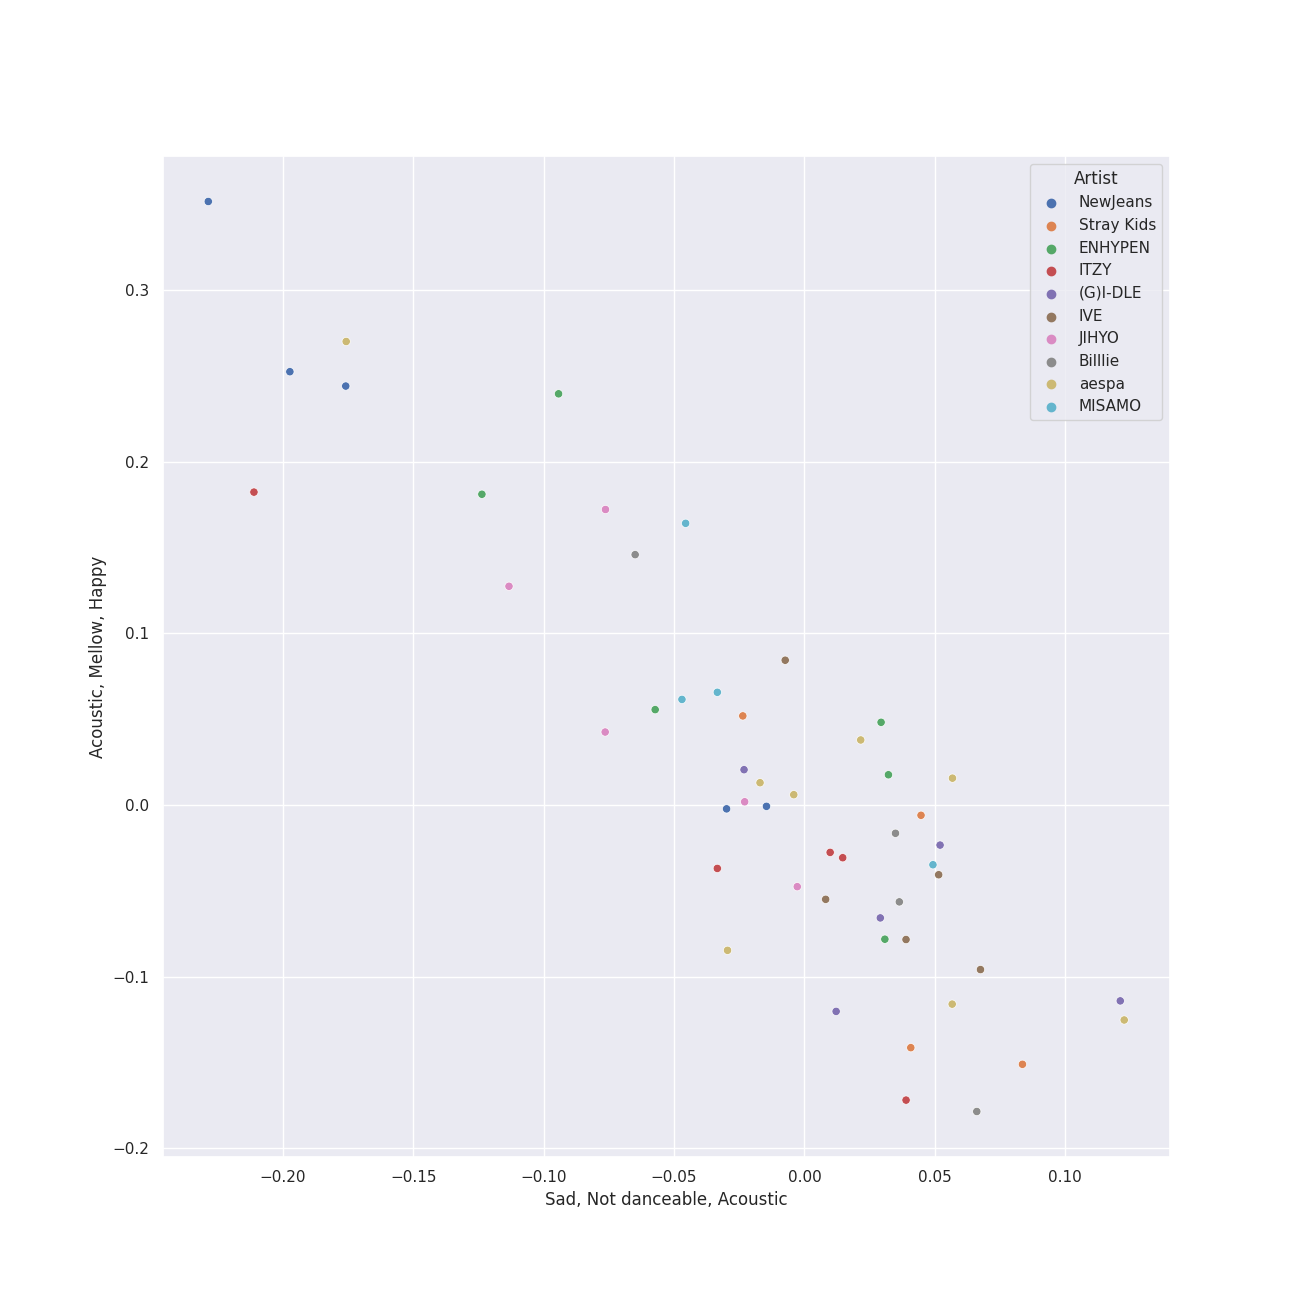 Artist
NewJeans
Stray Kids
ENHYPEN
ITZY
(G)I-DLE
IVE
JIHYO
Billlie
aespa
MISAMO
0.3
0.2
0.1
0.0
−0.1
−0.2
Acoustic, Mellow, Happy
−0.20 −0.15 −0.10 −0.05 0.00 0.05 0.10
Sad, Not danceable, Acoustic